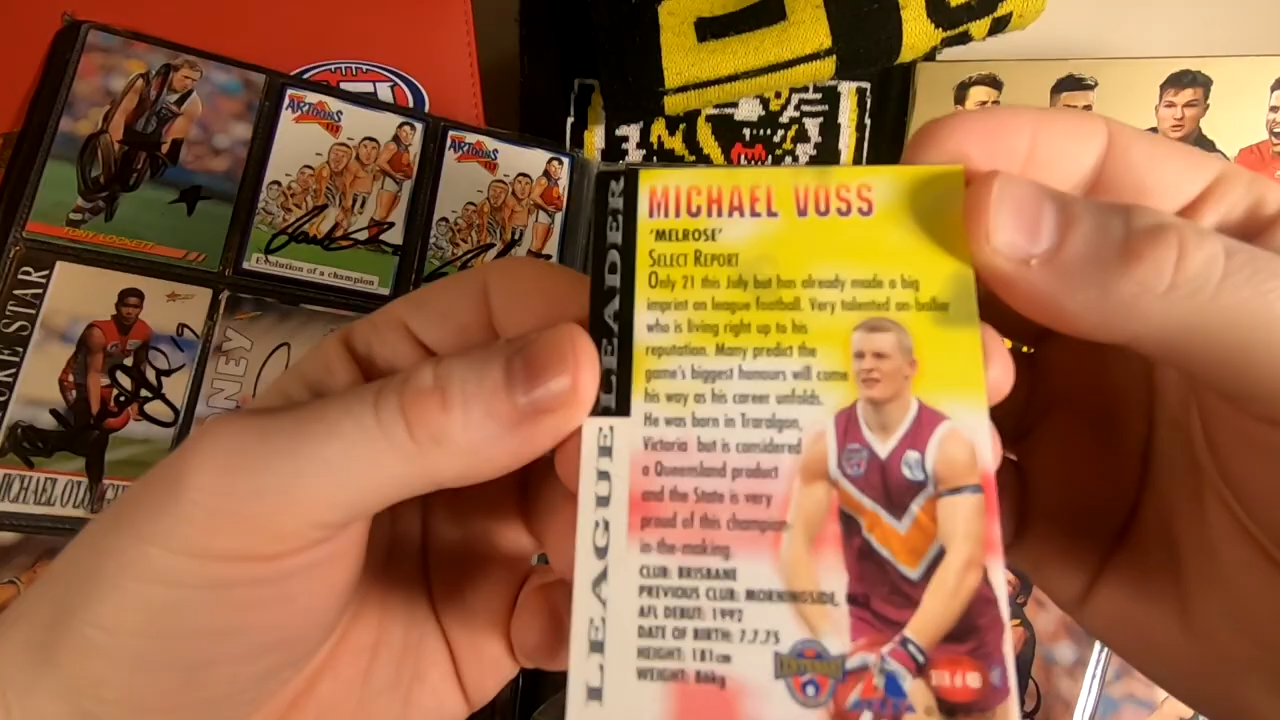 TONY LOCKETT
ARTOONS
Evolution of a champion
ARTOONS
MICHAEL O'LOUGH
LEAGUE LEADER
MICHAEL VOSS
'MELROSE'
SELECT REPORT
Only 21 this July but has already made a big
imprint on league football. Very talented on-baller
who is living right up to his
reputation. Many predict the
game's biggest honours will come
his way as his career unfolds.
He was born in Traralgon,
Victoria but is considered
a Queensland product
and the State is very
proud of this champion-
in-the-making.
CLUB: BRISBANE
PREVIOUS CLUB: MORNINGSIDE,
AFL DEBUT: 1992
DATE OF BIRTH: 7.7.75
HEIGHT: 181cm
WEIGHT: 86kg